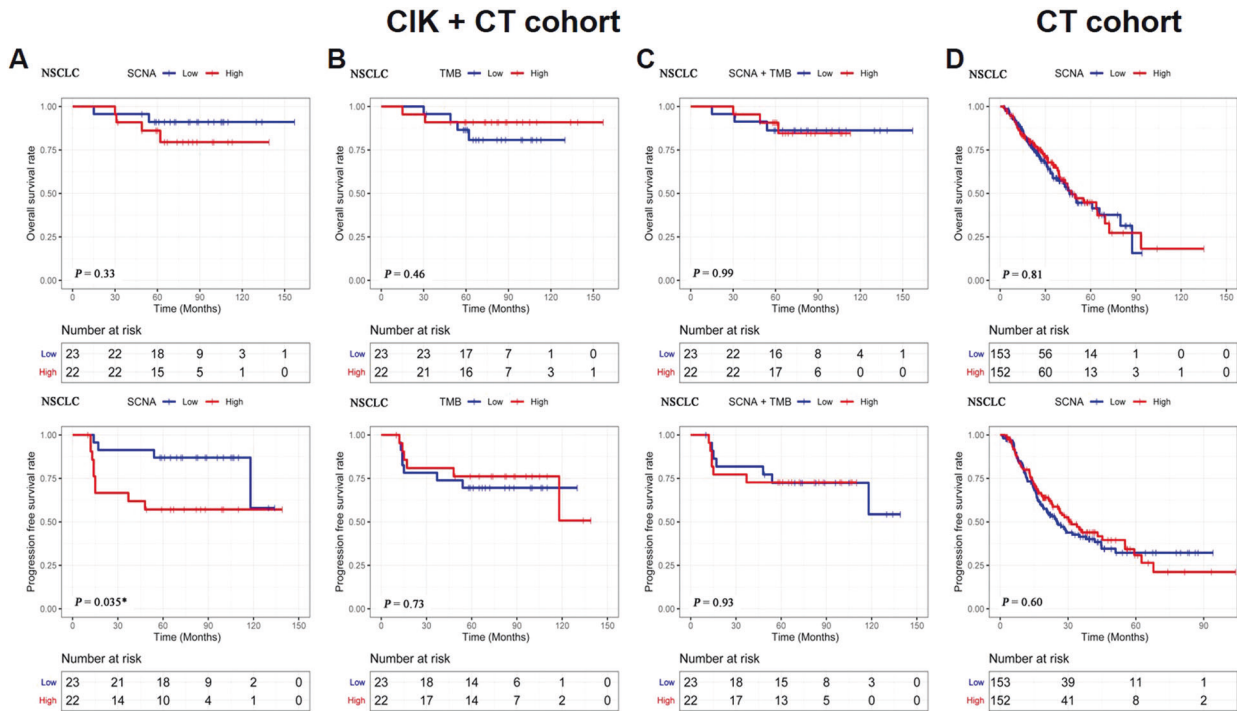 CIK + CT cohort
CT cohort
A
NSCLC SCNA Low High
Overall survival rate
1.00
0.75
0.50
0.25
0.00
P = 0.33
0 30 60 90 120 150
Time (Months)
Number at risk
Low 23 22 18 9 3 1
High 22 22 15 5 1 0
B
NSCLC TMB Low High
Overall survival rate
1.00
0.75
0.50
0.25
0.00
P = 0.46
0 30 60 90 120 150
Time (Months)
Number at risk
Low 23 23 17 7 1 0
High 22 21 16 7 3 1
C
NSCLC SCNA + TMB Low High
Overall survival rate
1.00
0.75
0.50
0.25
0.00
P = 0.99
0 30 60 90 120 150
Time (Months)
Number at risk
Low 23 22 16 8 4 1
High 22 22 17 6 0 0
D
NSCLC SCNA Low High
Overall survival rate
1.00
0.75
0.50
0.25
0.00
P = 0.81
0 30 60 90 120 150
Time (Months)
Number at risk
Low 153 56 14 1 0 0
High 152 60 13 3 1 0
NSCLC SCNA Low High
Progression free survival rate
1.00
0.75
0.50
0.25
0.00
P = 0.035*
0 30 60 90 120 150
Time (Months)
Number at risk
Low 23 21 18 9 2 0
High 22 14 10 4 1 0
NSCLC TMB Low High
Progression free survival rate
1.00
0.75
0.50
0.25
0.00
P = 0.73
0 30 60 90 120 150
Time (Months)
Number at risk
Low 23 18 14 6 1 0
High 22 17 14 7 2 0
NSCLC SCNA + TMB Low High
Progression free survival rate
1.00
0.75
0.50
0.25
0.00
P = 0.93
0 30 60 90 120 150
Time (Months)
Number at risk
Low 23 18 15 8 3 0
High 22 17 13 5 0 0
NSCLC SCNA Low High
Progression free survival rate
1.00
0.75
0.50
0.25
0.00
P = 0.60
0 30 60 90
Time (Months)
Number at risk
Low 153 39 11 1
High 152 41 8 2